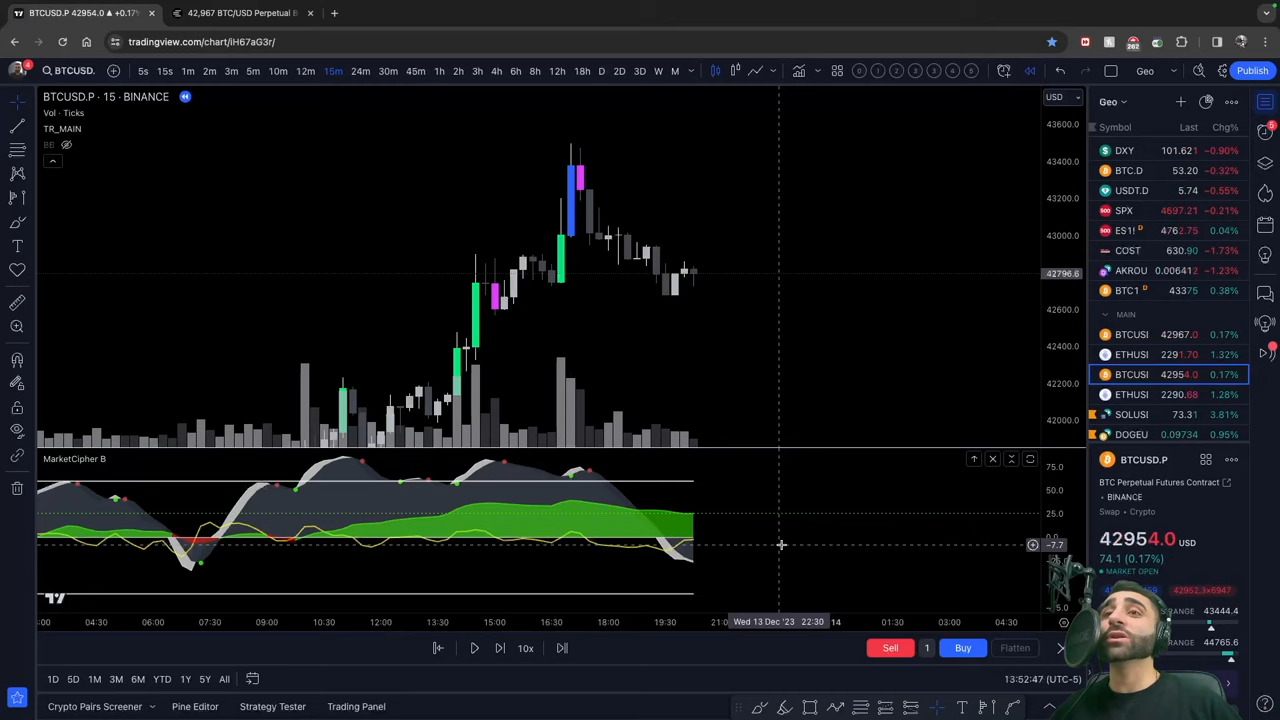 BTCUSD.P 42954.0 ▲ +0.17%
42,967 BTC/USD Perpetual B
tradingview.com/chart/iH67aG3r/
4
262
BTCUSD.
5s 15s 1m 2m 3m 5m 10m 12m 15m 24m 30m 45m 1h 2h 3h 4h 6h 8h 12h 18h D 2D 3D W M
Geo
Publish
BTCUSD.P · 15 · BINANCE
Vol · Ticks
TR_MAIN
BB
USD
43600.0
43400.0
43200.0
43000.0
42796.6
42600.0
42400.0
42200.0
42000.0
MarketCipher B
75.0
50.0
25.0
0.0
−7.7
04:30 06:00 07:30 09:00 10:30 12:00 13:30 15:00 16:30 18:00 19:30 Wed 13 Dec '23 22:30 14 01:30 03:00 04:30
10x
Sell 1 Buy Flatten
1D 5D 1M 3M 6M YTD 1Y 5Y All
13:52:47 (UTC-5)
Crypto Pairs Screener Pine Editor Strategy Tester Trading Panel
Geo
Symbol Last Chg%
DXY 101.621 −0.90%
BTC.D 53.20 −0.32%
USDT.D 5.74 −0.55%
SPX 4697.21 −0.21%
ES1! D 4762.75 0.04%
COST 630.90 −1.73%
AKROU 0.006412 −1.23%
BTC1 D 43375 0.38%
MAIN
BTCUSI 42967.0 0.17%
ETHUSI 2291.70 1.32%
BTCUSI 42954.0 0.17%
ETHUSI 2290.68 1.28%
SOLUSI 73.31 3.81%
DOGEU 0.09734 0.95%
BTCUSD.P
BTC Perpetual Futures Contract
• BINANCE
Swap • Crypto
42954.0 USD
74.1 (0.17%)
MARKET OPEN
42952.3×6947
RANGE 43444.4
RANGE 44765.6